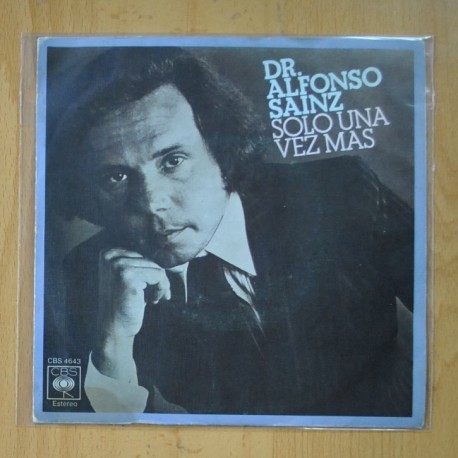 DR.
ALFONSO
SAINZ
SOLO UNA
VEZ MAS
CBS 4643
CBS
Estereo